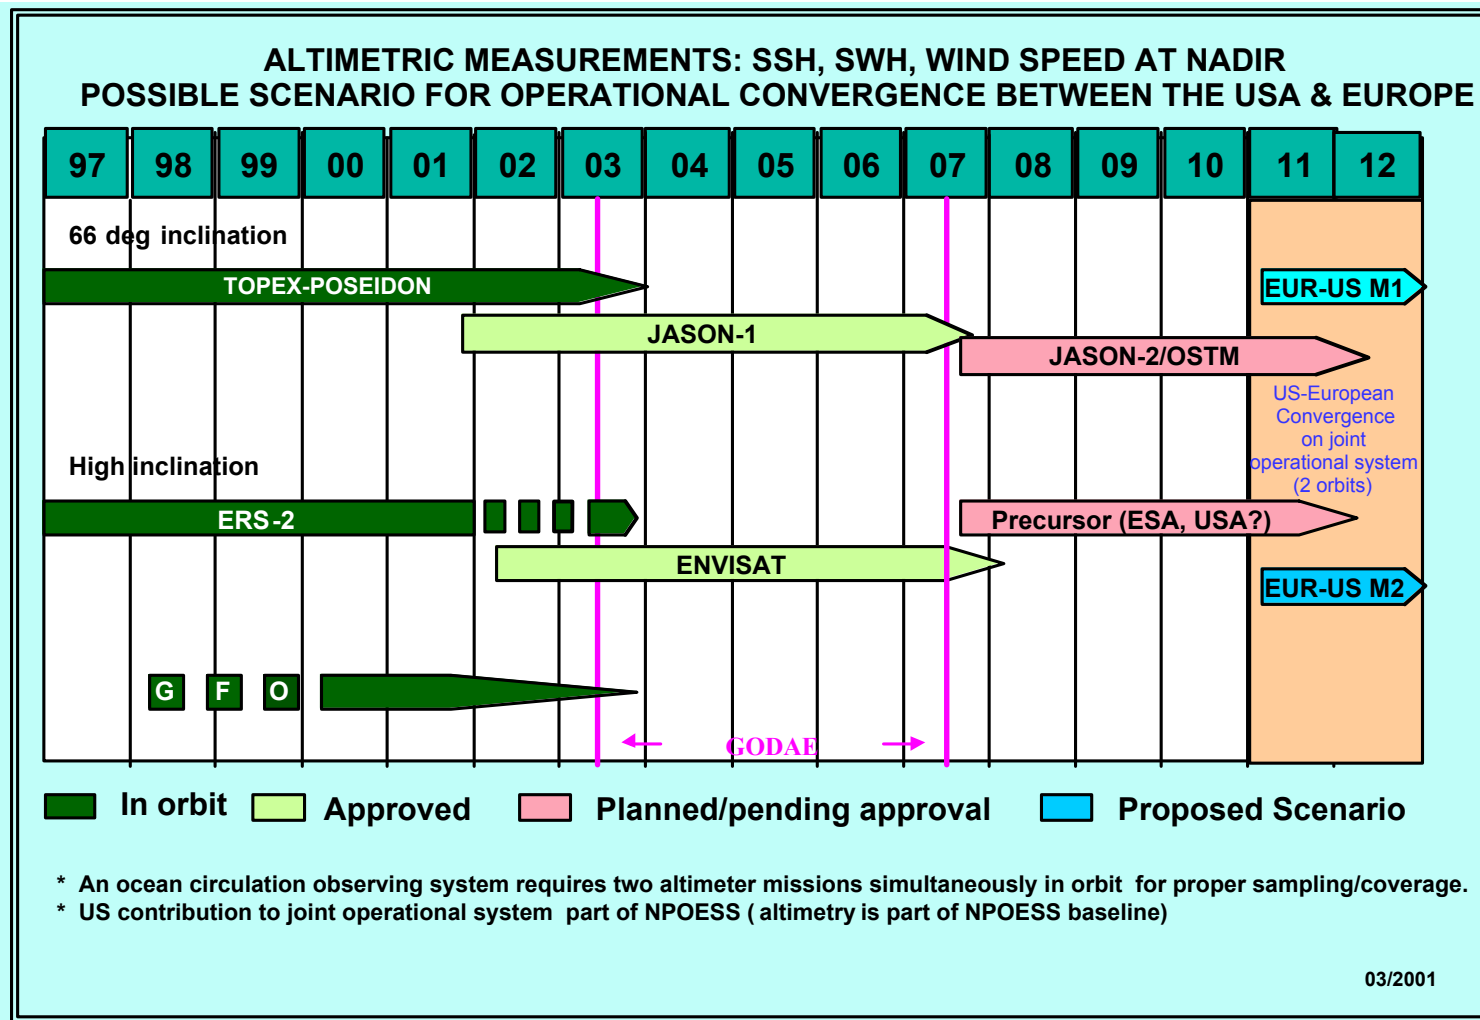 ALTIMETRIC MEASUREMENTS: SSH, SWH, WIND SPEED AT NADIR
POSSIBLE SCENARIO FOR OPERATIONAL CONVERGENCE BETWEEN THE USA & EUROPE
97 98 99 00 01 02 03 04 05 06 07 08 09 10 11 12
66 deg inclination
TOPEX-POSEIDON
EUR-US M1
JASON-1
JASON-2/OSTM
US-European
Convergence
on joint
operational system
(2 orbits)
High inclination
ERS-2
Precursor (ESA, USA?)
ENVISAT
EUR-US M2
G F O
GODAE
In orbit Approved Planned/pending approval Proposed Scenario
* An ocean circulation observing system requires two altimeter missions simultaneously in orbit for proper sampling/coverage.
* US contribution to joint operational system part of NPOESS ( altimetry is part of NPOESS baseline)
03/2001